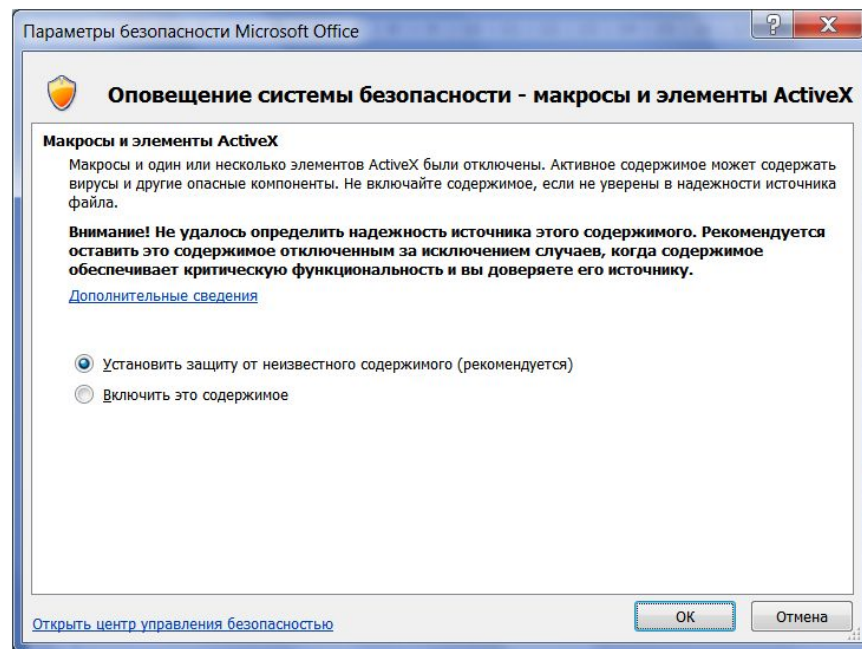 Параметры безопасности Microsoft Office
Оповещение системы безопасности - макросы и элементы ActiveX
Макросы и элементы ActiveX
Макросы и один или несколько элементов ActiveX были отключены. Активное содержимое может содержать
вирусы и другие опасные компоненты. Не включайте содержимое, если не уверены в надежности источника
файла.
Внимание! Не удалось определить надежность источника этого содержимого. Рекомендуется
оставить это содержимое отключенным за исключением случаев, когда содержимое
обеспечивает критическую функциональность и вы доверяете его источнику.
Дополнительные сведения
Установить защиту от неизвестного содержимого (рекомендуется)
Включить это содержимое
Открыть центр управления безопасностью
ОК
Отмена